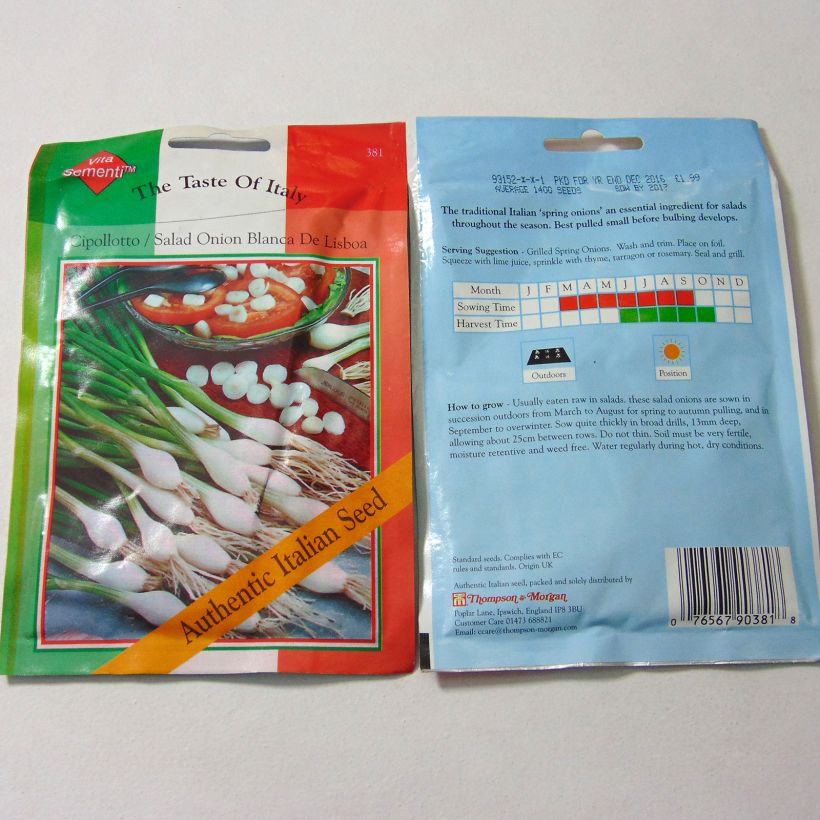 Vita
sementi™
The Taste Of Italy
381
Cipollotto / Salad Onion Blanca De Lisboa
Authentic Italian Seed
93152-X-X-1 PKD FOR YR END DEC 2016 £1.99
AVERAGE 1400 SEEDS SOW BY 2017
The traditional Italian 'spring onions' an essential ingredient for salads
throughout the season. Best pulled small before bulbing develops.
Serving Suggestion - Grilled Spring Onions. Wash and trim. Place on foil.
Squeeze with lime juice, sprinkle with thyme, tarragon or rosemary. Seal and grill.
Month J F M A M J J A S O N D
Sowing Time
Harvest Time
Outdoors
Position
How to grow - Usually eaten raw in salads. these salad onions are sown in
succession outdoors from March to August for spring to autumn pulling, and in
September to overwinter. Sow quite thickly in broad drills, 13mm deep,
allowing about 25cm between rows. Do not thin. Soil must be very fertile,
moisture retentive and weed free. Water regularly during hot, dry conditions.
Standard seeds. Complies with EC
rules and standards. Origin UK
Authentic Italian seed, packed and solely distributed by
Thompson & Morgan
Poplar Lane, Ipswich, England IP8 3BU
Customer Care 01473 688821
Email: ccare@thompson-morgan.com
0 76567 90381 8